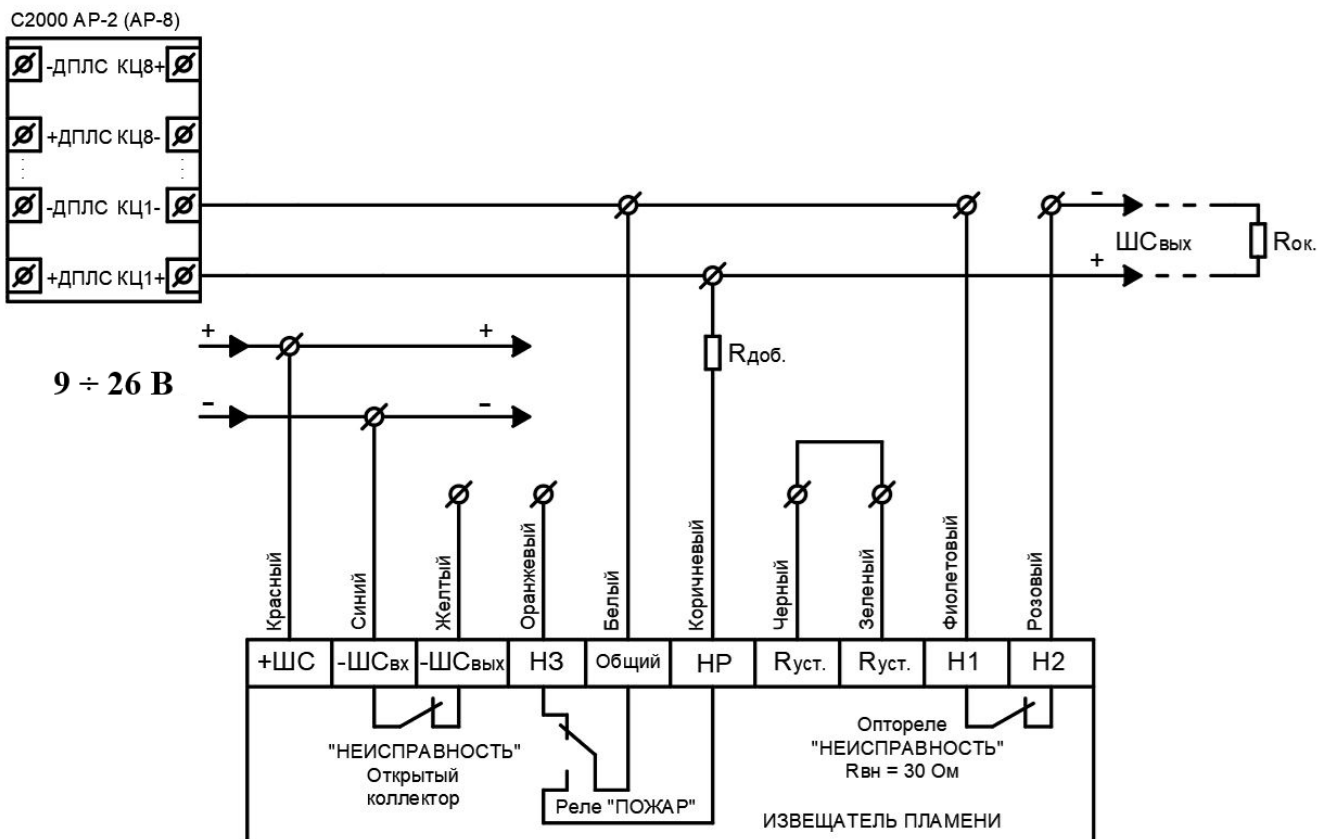 С2000 АР-2 (АР-8)
-ДПЛС КЦ8+
+ДПЛС КЦ8-
-ДПЛС КЦ1-
+ДПЛС КЦ1+
-
ШСвых
+
Rок.
+ +
9 ÷ 26 В
- -
Rдоб.
Красный
Синий
Желтый
Оранжевый
Белый
Коричневый
Черный
Зеленый
Фиолетовый
Розовый
+ШС
-ШСвх
-ШСвых
НЗ
Общий
НР
Rуст.
Rуст.
Н1
Н2
"НЕИСПРАВНОСТЬ"
Открытый
коллектор
Реле "ПОЖАР"
Оптореле
"НЕИСПРАВНОСТЬ"
Rвн = 30 Ом
ИЗВЕЩАТЕЛЬ ПЛАМЕНИ